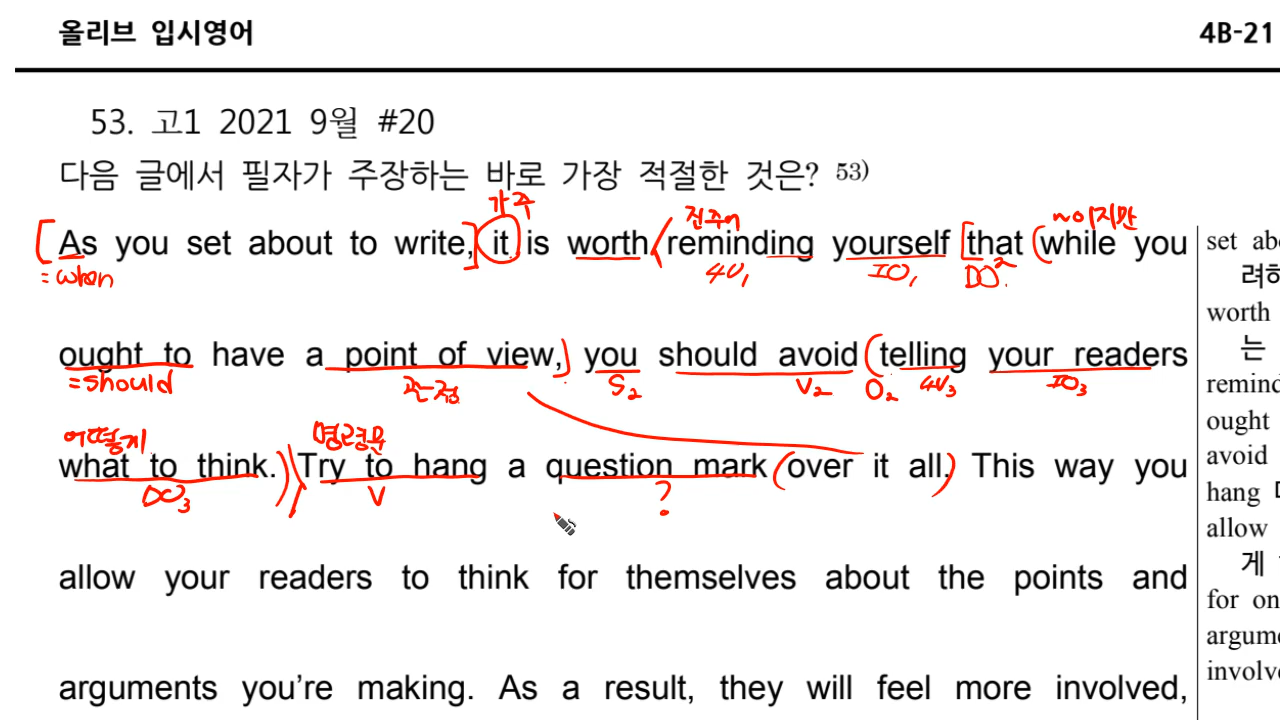 올리브 입시영어 4B-21
53. 고1 2021 9월 #20
다음 글에서 필자가 주장하는 바로 가장 적절한 것은? 53)
가주 진주어 ~이지만
As you set about to write, it is worth reminding yourself that while you set abo
=when 4V1 IO1 DO2 려하
worth
ought to have a point of view, you should avoid telling your readers 는
=should 관점 S2 V2 O2 4V3 IO3 remind
ought
어떻게 명령문
what to think. Try to hang a question mark over it all. This way you avoid
DO3 V ? hang
allow
게
allow your readers to think for themselves about the points and for on
argume
arguments you're making. As a result, they will feel more involved, involve